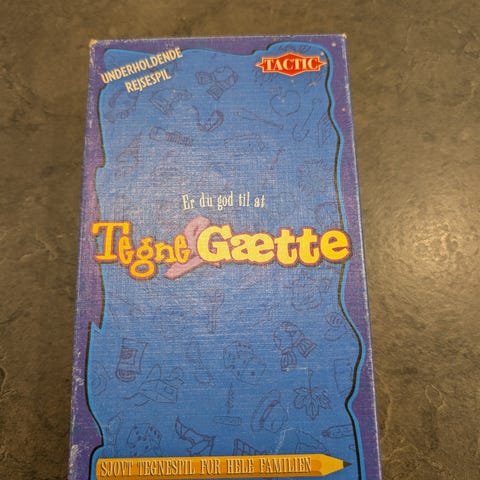 UNDERHOLDENDE
REJSESPIL
TACTIC
Er du god til at
Tegne & Gætte
SJOVT TEGNESPIL FOR HELE FAMILIEN